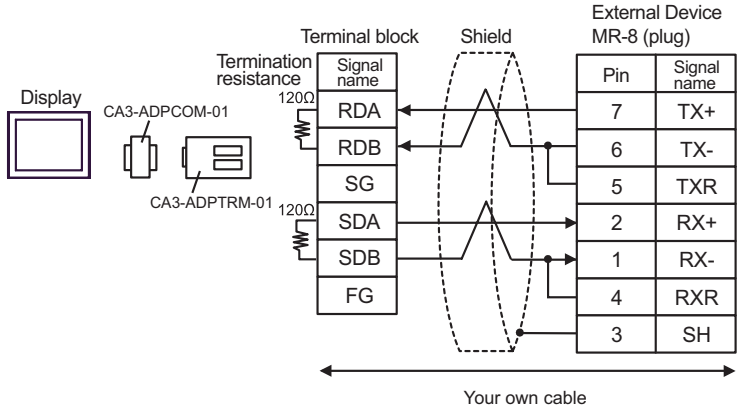 Display
CA3-ADPCOM-01
CA3-ADPTRM-01
Termination
resistance
120Ω
120Ω
Terminal block
Signal
name
RDA
RDB
SG
SDA
SDB
FG
Shield
External Device
MR-8 (plug)
Pin
Signal
name
7 TX+
6 TX-
5 TXR
2 RX+
1 RX-
4 RXR
3 SH
Your own cable